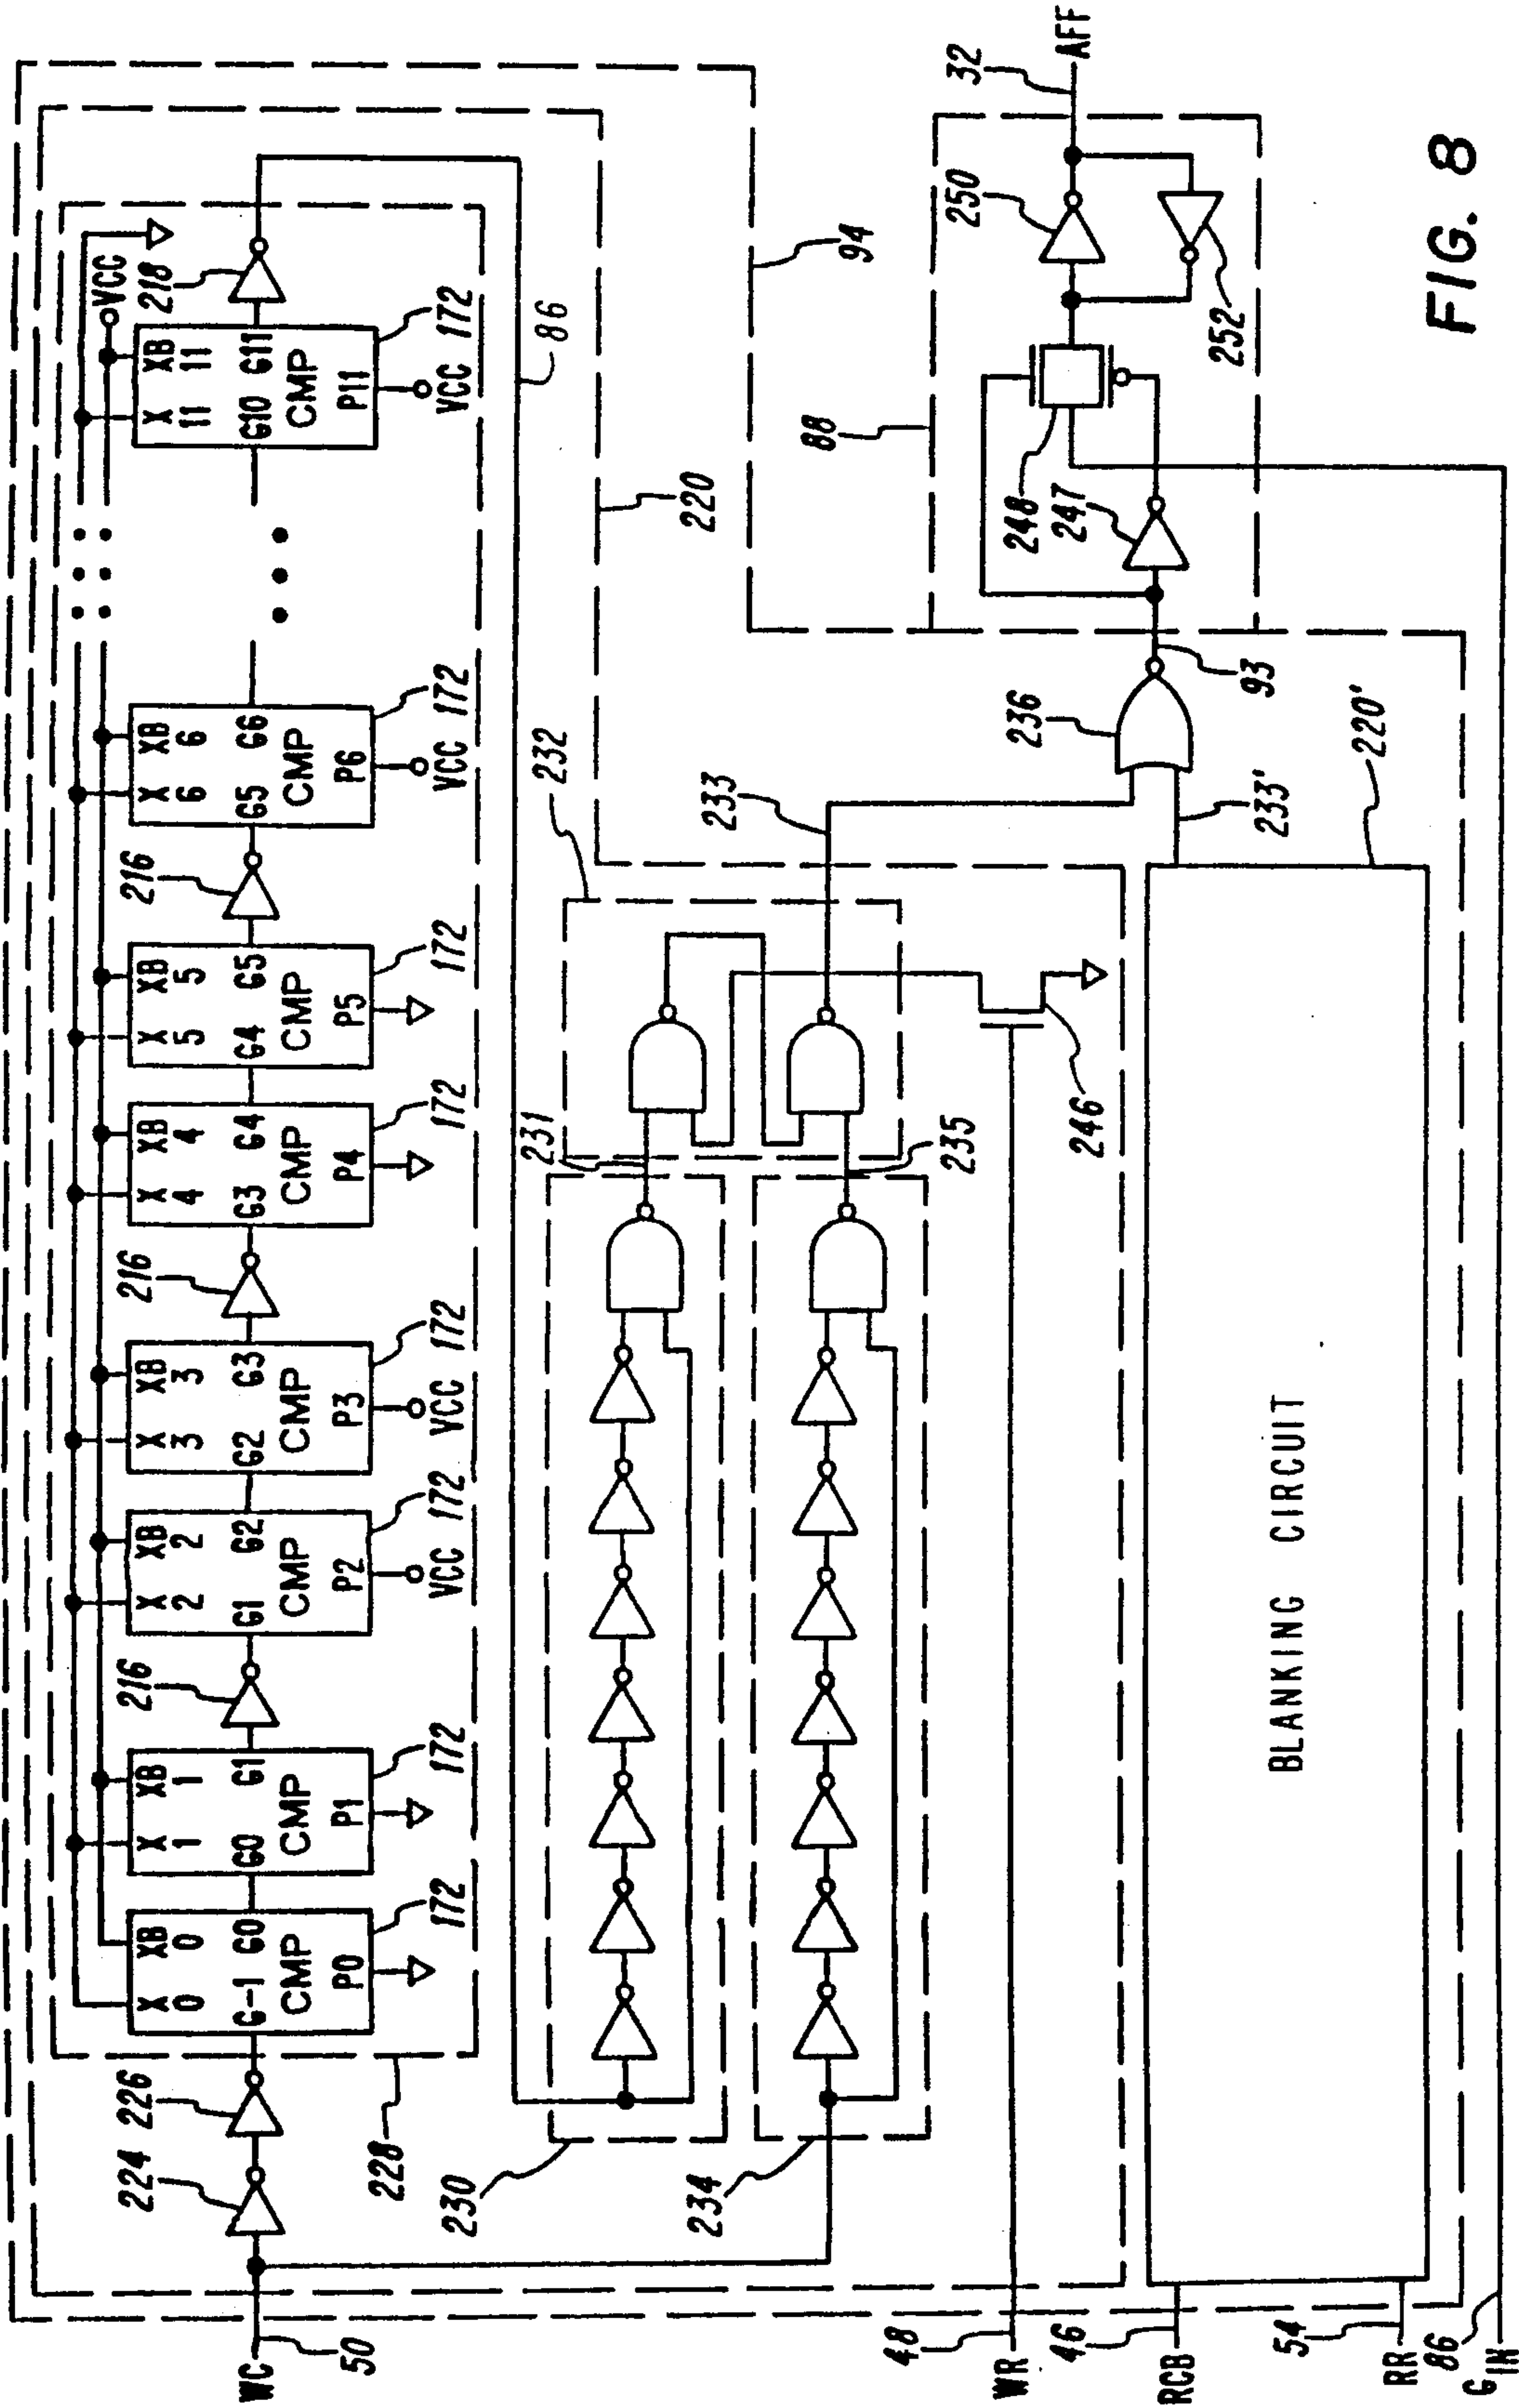 VCC
224
226
216
216
216
218
X XB
0 0
G-1 G0
CMP
P0
172
X XB
1 1
G0 G1
CMP
P1
172
X XB
2 2
G1 G2
CMP
P2
172
VCC
X XB
3 3
G2 G3
CMP
P3
172
VCC
X XB
4 4
G3 G4
CMP
P4
172
X XB
5 5
G4 G5
CMP
P5
172
X XB
6 6
G5 G6
CMP
P6
172
VCC
X XB
11 11
G10 G11
CMP
P11
172
VCC
WC
50
228
86
230
231
232
220
234
235
233
94
48
WR
246
236
88
248
247
250
32
AFF
252
93
46
RCB
BLANKING CIRCUIT
233'
220'
54
RR
86
GIN
FIG. 8